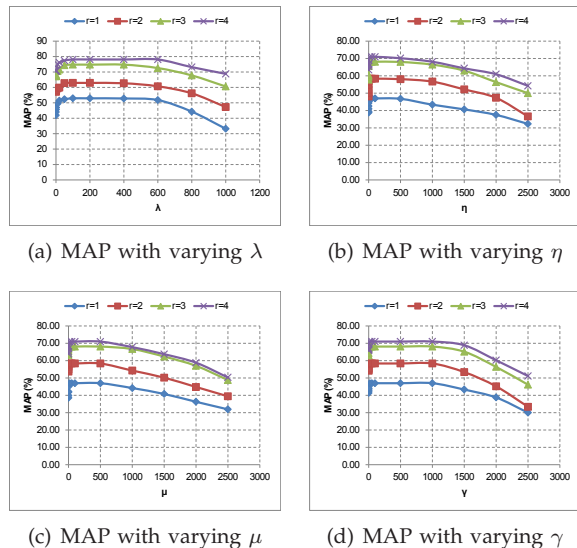 r=1 r=2 r=3 r=4
90
80
70
60
50
40
30
20
10
0
MAP (%)
0 200 400 600 800 1000 1200
λ
(a) MAP with varying λ
r=1 r=2 r=3 r=4
80.00
70.00
60.00
50.00
40.00
30.00
20.00
10.00
0.00
MAP (%)
0 500 1000 1500 2000 2500 3000
η
(b) MAP with varying η
r=1 r=2 r=3 r=4
80.00
70.00
60.00
50.00
40.00
30.00
20.00
10.00
0.00
MAP (%)
0 500 1000 1500 2000 2500 3000
μ
(c) MAP with varying μ
r=1 r=2 r=3 r=4
80.00
70.00
60.00
50.00
40.00
30.00
20.00
10.00
0.00
MAP (%)
0 500 1000 1500 2000 2500 3000
γ
(d) MAP with varying γ